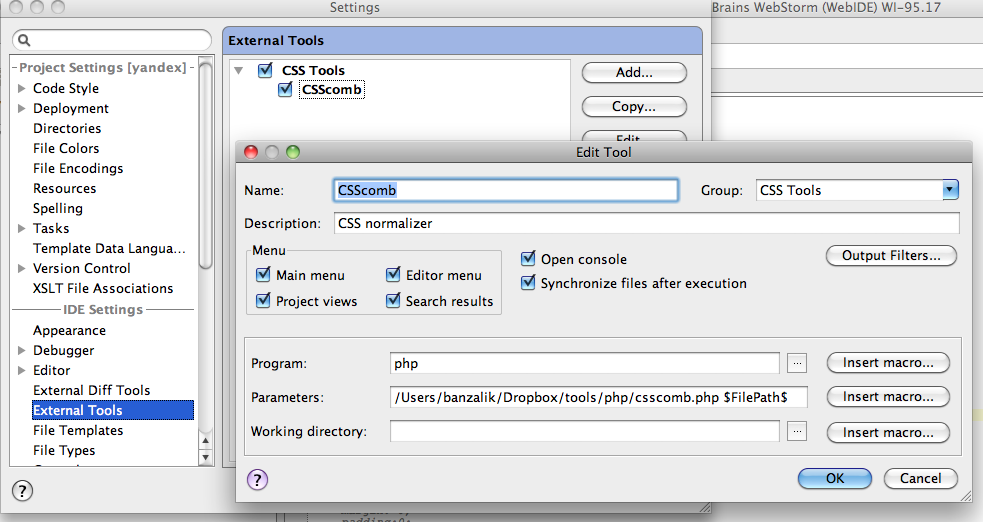 Settings
Brains WebStorm (WebIDE) WI-95.17
Project Settings [yandex]
Code Style
Deployment
Directories
File Colors
File Encodings
Resources
Spelling
Tasks
Template Data Langua...
Version Control
XSLT File Associations
IDE Settings
Appearance
Debugger
Editor
External Diff Tools
External Tools
File Templates
File Types
?
External Tools
CSS Tools
CSScomb
Add...
Copy...
Edit...
Edit Tool
Name: CSScomb Group: CSS Tools
Description: CSS normalizer
Menu
Main menu Editor menu
Project views Search results
Open console
Synchronize files after execution
Output Filters...
Program: php ... Insert macro...
Parameters: /Users/banzalik/Dropbox/tools/php/csscomb.php $FilePath$ Insert macro...
Working directory: ... Insert macro...
? OK Cancel
padding:0;